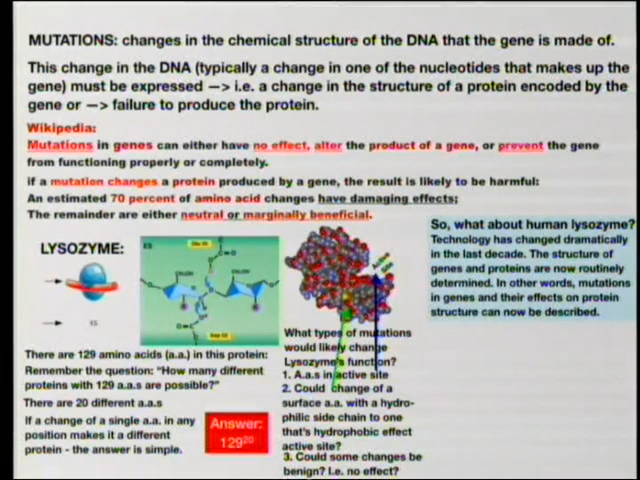 MUTATIONS: changes in the chemical structure of the DNA that the gene is made of.
This change in the DNA (typically a change in one of the nucleotides that makes up the
gene) must be expressed —> i.e. a change in the structure of a protein encoded by the
gene or —> failure to produce the protein.
Wikipedia:
Mutations in genes can either have no effect, alter the product of a gene, or prevent the gene
from functioning properly or completely.
if a mutation changes a protein produced by a gene, the result is likely to be harmful:
An estimated 70 percent of amino acid changes have damaging effects;
The remainder are either neutral or marginally beneficial.
LYSOZYME:
ES
Active
Site
ES
There are 129 amino acids (a.a.) in this protein:
Remember the question: "How many different
proteins with 129 a.a.s are possible?"
There are 20 different a.a.s
If a change of a single a.a. in any
position makes it a different
protein - the answer is simple.
Answer:
129²⁰
What types of mutations
would likely change
Lysozyme's function?
1. A.a.s in active site
2. Could change of a
surface a.a. with a hydro-
philic side chain to one
that's hydrophobic effect
active site?
3. Could some changes be
benign? I.e. no effect?
So, what about human lysozyme?
Technology has changed dramatically
in the last decade. The structure of
genes and proteins are now routinely
determined. In other words, mutations
in genes and their effects on protein
structure can now be described.